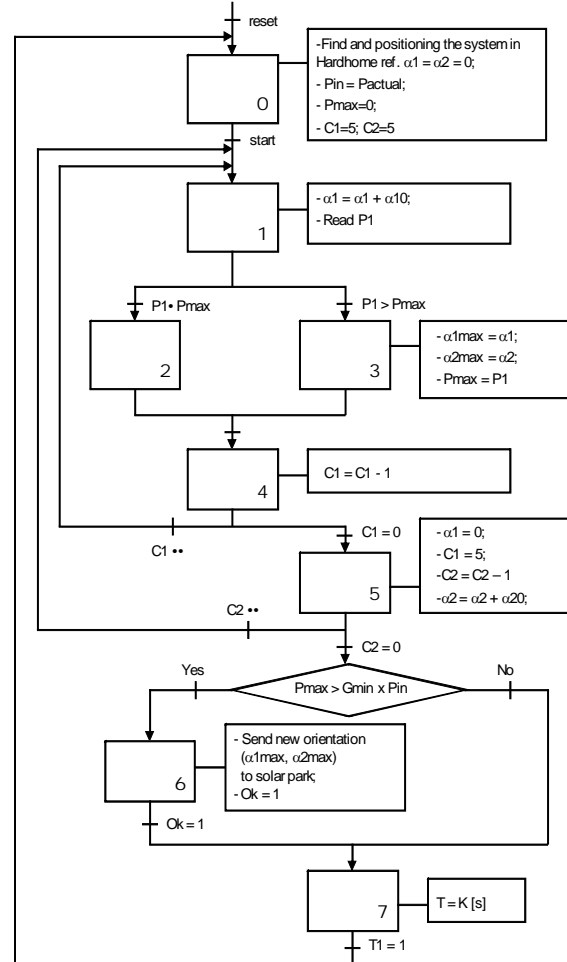 reset
-Find and positioning the system in
Hardhome ref. α1 = α2 = 0;
- Pin = Pactual;
- Pmax=0;
- C1=5; C2=5
0
start
- α1 = α1 + α10;
- Read P1
1
P1• Pmax
P1 > Pmax
2
3
- α1max = α1;
- α2max = α2;
- Pmax = P1
4
C1 = C1 - 1
C1 ••
C1 = 0
5
- α1 = 0;
- C1 = 5;
-C2 = C2 – 1
-α2 = α2 + α20;
C2 ••
C2 = 0
Yes
No
Pmax > Gmin x Pin
6
- Send new orientation
(α1max, α2max)
to solar park;
- Ok = 1
Ok = 1
7
T = K [s]
T1 = 1